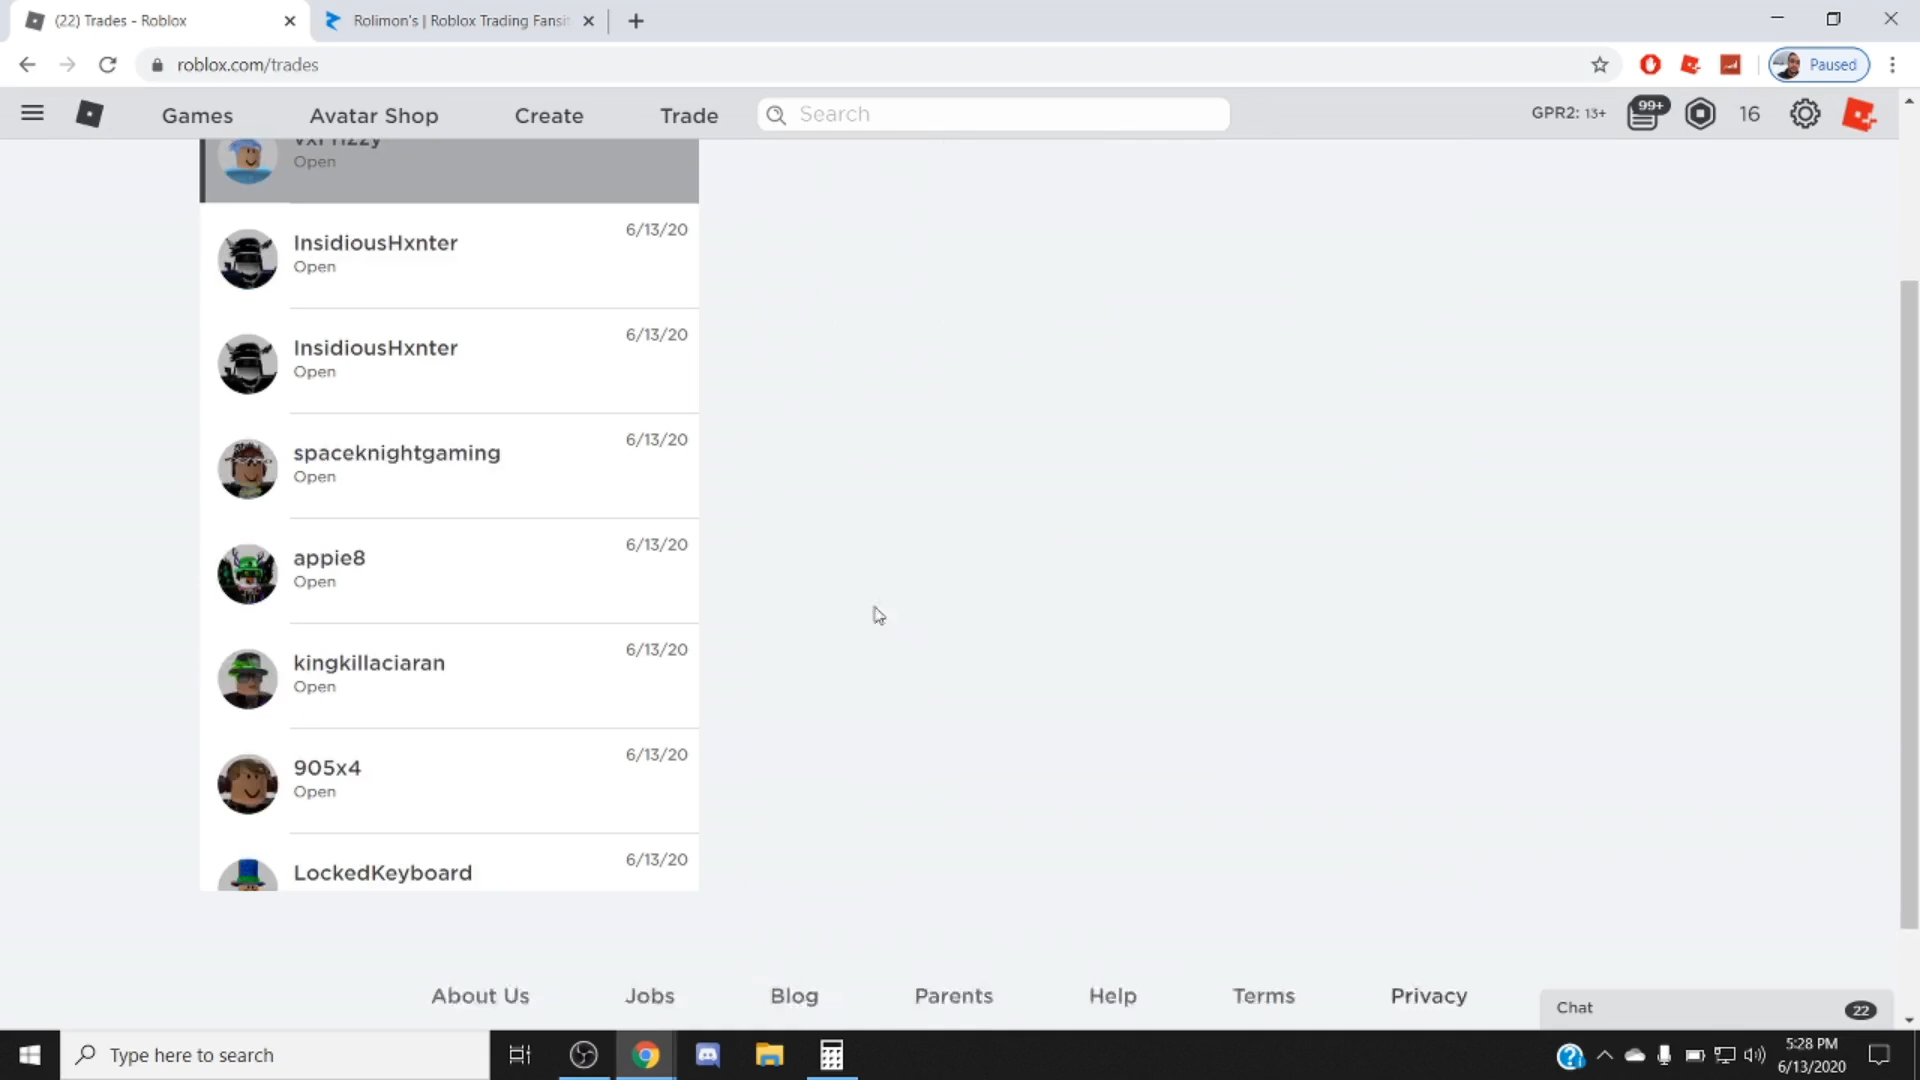 (22) Trades - Roblox
Rolimon's | Roblox Trading Fansit
roblox.com/trades
Paused
Games
Avatar Shop
Create
Trade
Search
GPR2: 13+
99+
16
Open
InsidiousHxnter
6/13/20
Open
InsidiousHxnter
6/13/20
Open
spaceknightgaming
6/13/20
Open
appie8
6/13/20
Open
kingkillaciaran
6/13/20
Open
905x4
6/13/20
Open
LockedKeyboard
6/13/20
About Us
Jobs
Blog
Parents
Help
Terms
Privacy
Chat
22
Type here to search
5:28 PM
6/13/2020